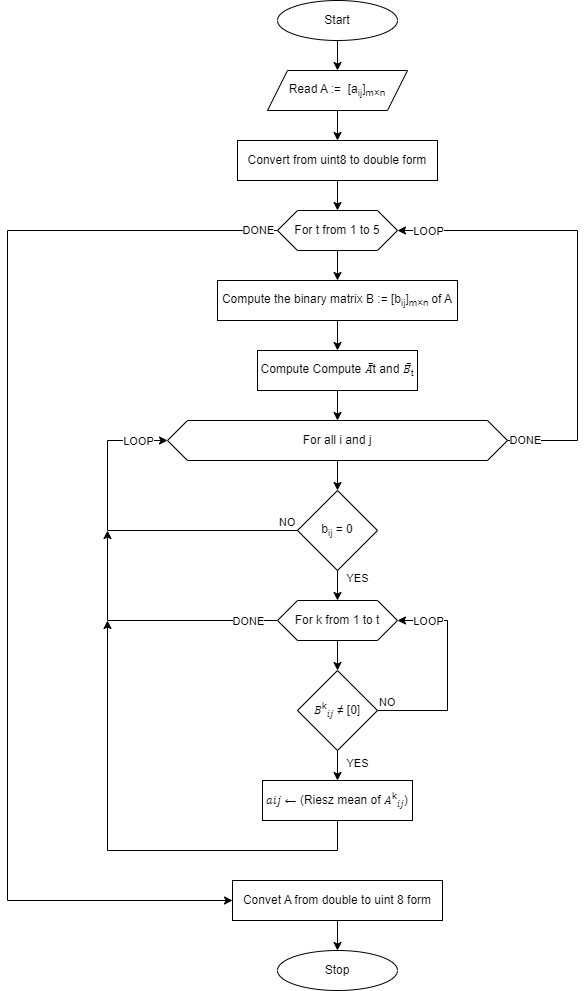 Start
Read A := [aᵢⱼ]ₘ×ₙ
Convert from uint8 to double form
DONE
For t from 1 to 5
LOOP
Compute the binary matrix B := [bᵢⱼ]ₘ×ₙ of A
Compute Compute Āt and B̄ₜ
LOOP
For all i and j
DONE
NO
bᵢⱼ = 0
YES
DONE
For k from 1 to t
LOOP
Bᵏᵢⱼ ≠ [0]
NO
YES
aij ← (Riesz mean of Aᵏᵢⱼ)
Convet A from double to uint 8 form
Stop